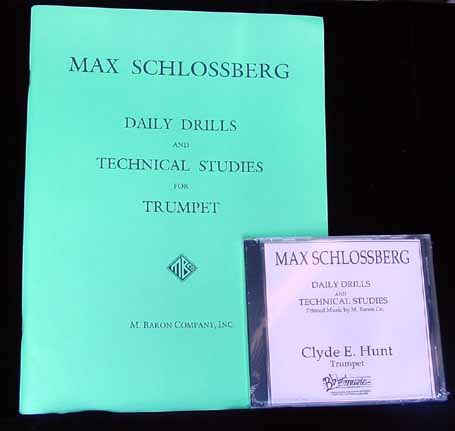 MAX SCHLOSSBERG
DAILY DRILLS
AND
TECHNICAL STUDIES
FOR
TRUMPET
MBC
M. BARON COMPANY, INC.
MAX SCHLOSSBERG
DAILY DRILLS
AND
TECHNICAL STUDIES
Printed Music by M. Baron Co.
Clyde E. Hunt
Trumpet